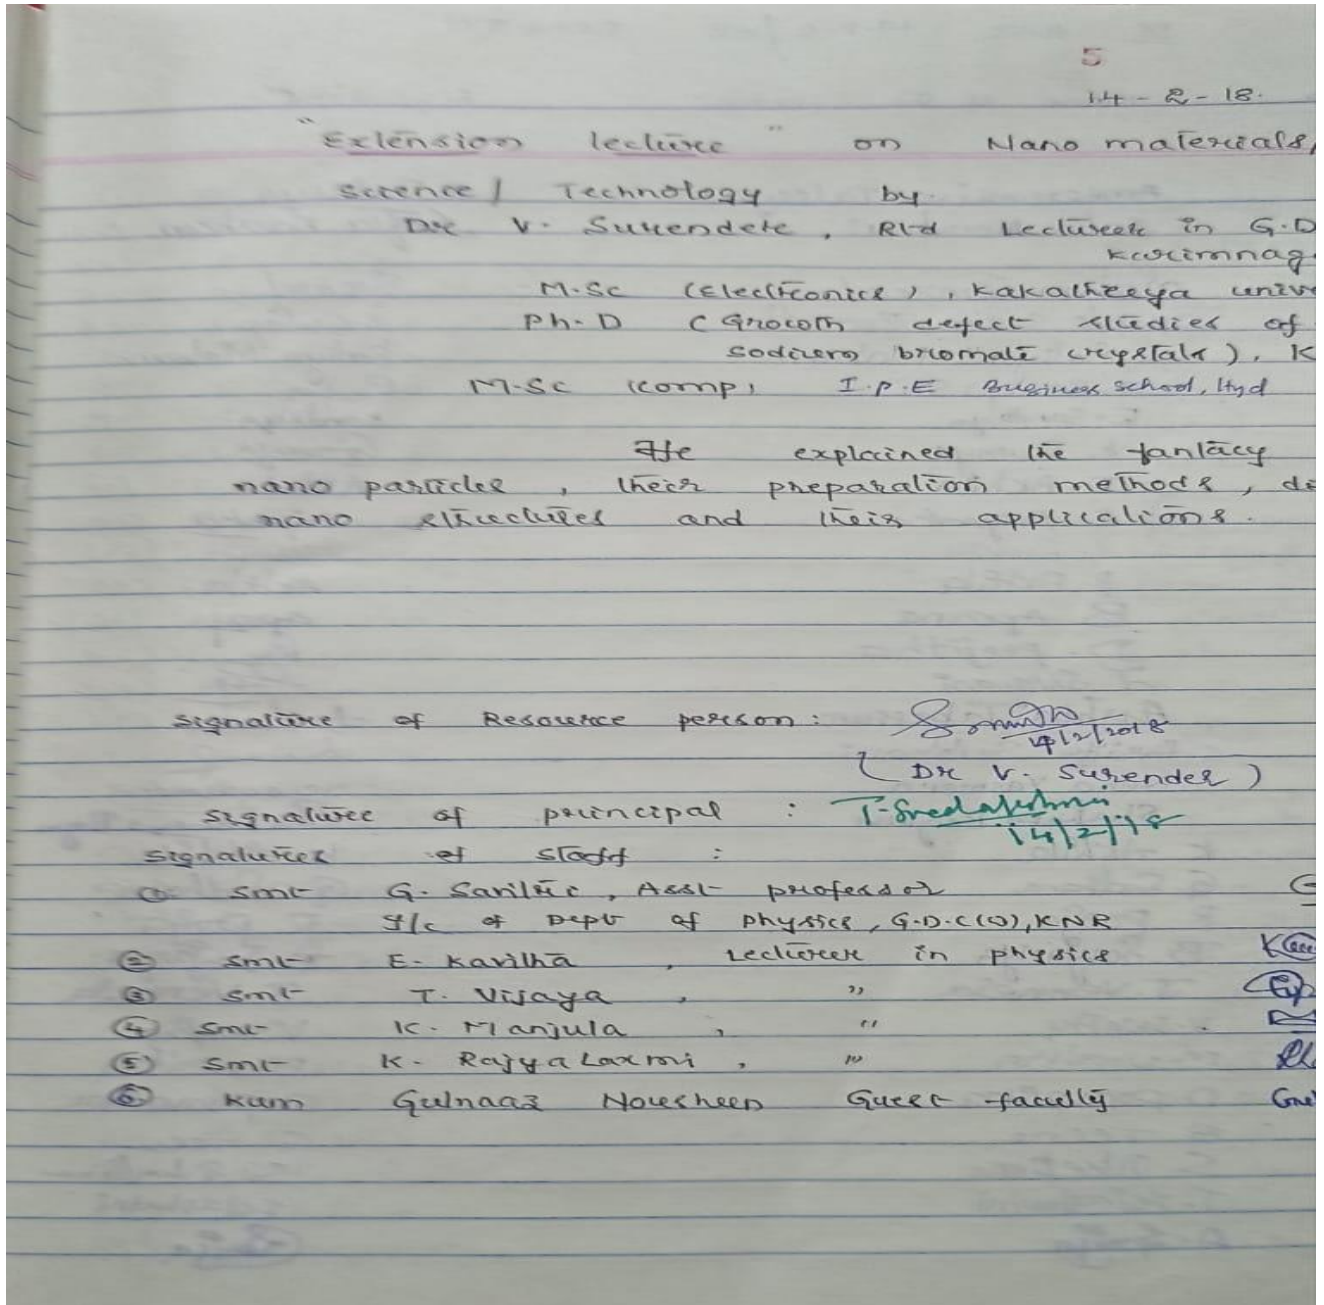 5
14-2-18.
"Extension lecture" on Nano materials,
Science / Technology by
Dr V. Surender, Rtd Lecturer in G.D
Karimnag
M.Sc (Electronics), Kakatheeya univ
Ph.D (Growth defect studies of
sodium bromate crystals), K
M.Sc (comp, I.P.E Business school, Hyd
He explained the fantacy
nano particles, their preparation methods, di
nano structures and their applications.
Signature of Resource person:
14/2/2018
(Dr V. Surender)
Signature of principal :
14/2/18
Signatures of staff :
① Smt G. Savitri, Asst professor
I/c of Dept of physics, G.D.C(W), KNR
② Smt E. Kavitha, Lecturer in physics
③ Smt T. Vijaya, "
④ Smt K. Manjula, "
⑤ Smt K. Rajya Laxmi, "
⑥ Kum Gulnaaz Nousheen Guest faculty